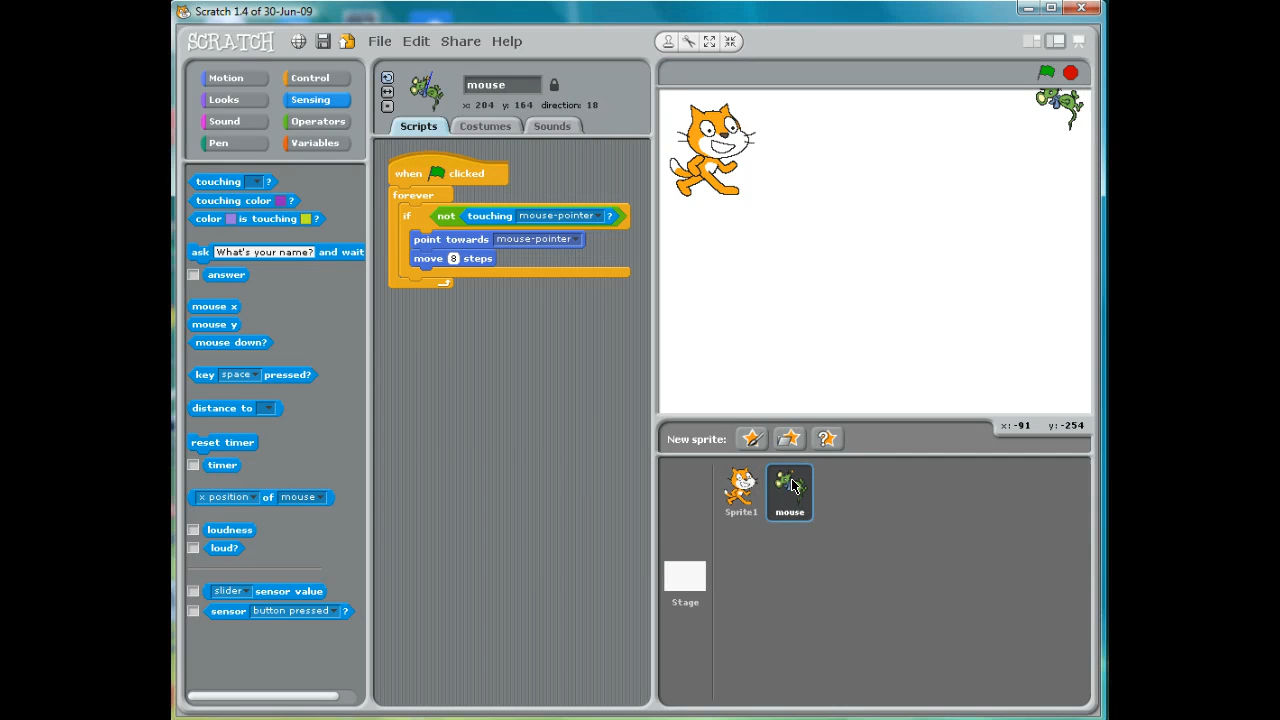 Scratch 1.4 of 30-Jun-09
SCRATCH File Edit Share Help
Motion Control
Looks Sensing
Sound Operators
Pen Variables
touching ?
touching color ?
color is touching ?
ask What's your name? and wait
answer
mouse x
mouse y
mouse down?
key space pressed?
distance to
reset timer
timer
x position of mouse
loudness
loud?
slider sensor value
sensor button pressed ?
mouse
x: 204 y: 164 direction: 18
Scripts Costumes Sounds
when clicked
forever
if not touching mouse-pointer ?
point towards mouse-pointer
move 8 steps
x: -91 y: -254
New sprite:
Sprite1 mouse
Stage